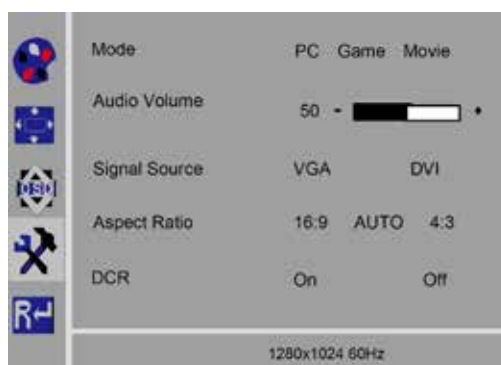 Mode PC Game Movie
Audio Volume 50 - +
Signal Source VGA DVI
OSD
Aspect Ratio 16:9 AUTO 4:3
DCR On Off
R
1280x1024 60Hz